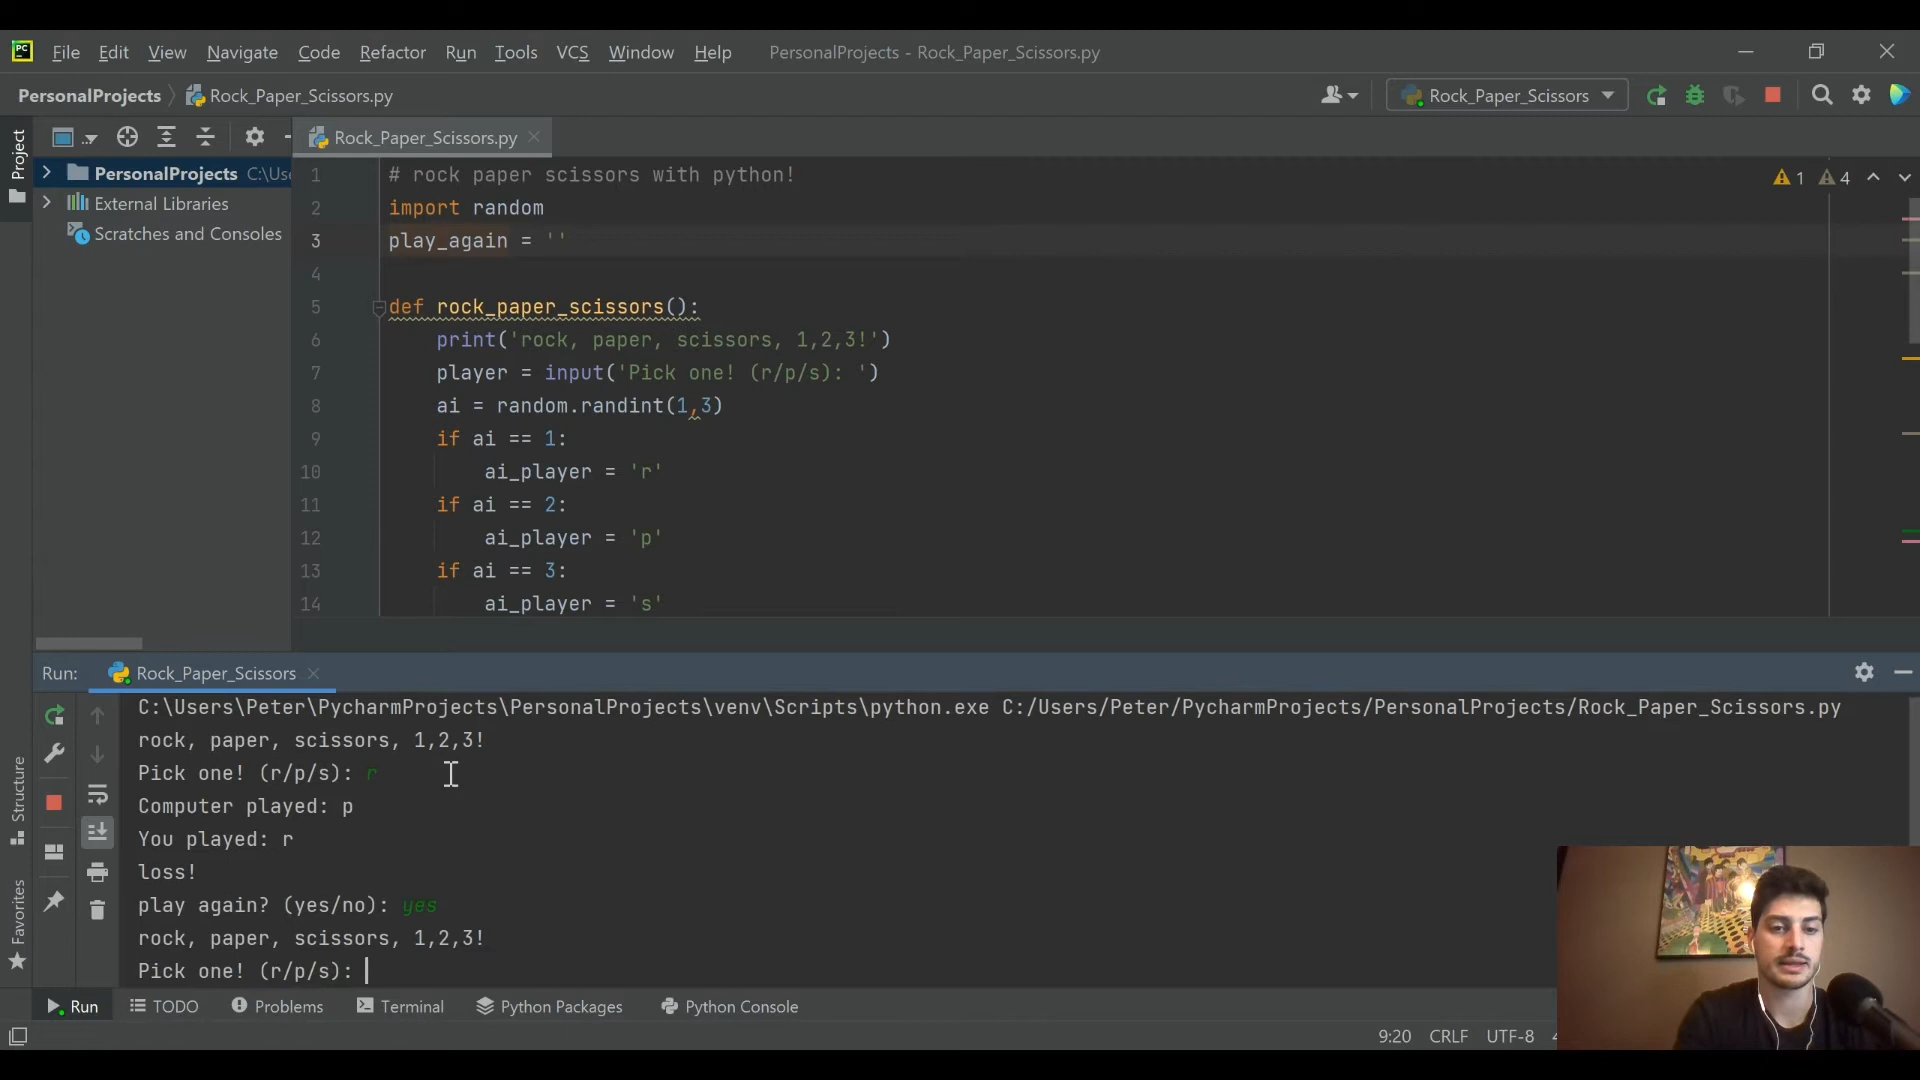 PC File Edit View Navigate Code Refactor Run Tools VCS Window Help PersonalProjects - Rock_Paper_Scissors.py
PersonalProjects Rock_Paper_Scissors.py Rock_Paper_Scissors
Project
Rock_Paper_Scissors.py
PersonalProjects C:\Use
External Libraries
Scratches and Consoles
1 4
1 # rock paper scissors with python!
2 import random
3 play_again = ''
4
5 def rock_paper_scissors():
6 print('rock, paper, scissors, 1,2,3!')
7 player = input('Pick one! (r/p/s): ')
8 ai = random.randint(1,3)
9 if ai == 1:
10 ai_player = 'r'
11 if ai == 2:
12 ai_player = 'p'
13 if ai == 3:
14 ai_player = 's'
Run: Rock_Paper_Scissors
C:\Users\Peter\PycharmProjects\PersonalProjects\venv\Scripts\python.exe C:/Users/Peter/PycharmProjects/PersonalProjects/Rock_Paper_Scissors.py
rock, paper, scissors, 1,2,3!
Pick one! (r/p/s): r
Computer played: p
You played: r
loss!
play again? (yes/no): yes
rock, paper, scissors, 1,2,3!
Pick one! (r/p/s):
Structure
Favorites
Run TODO Problems Terminal Python Packages Python Console
9:20 CRLF UTF-8